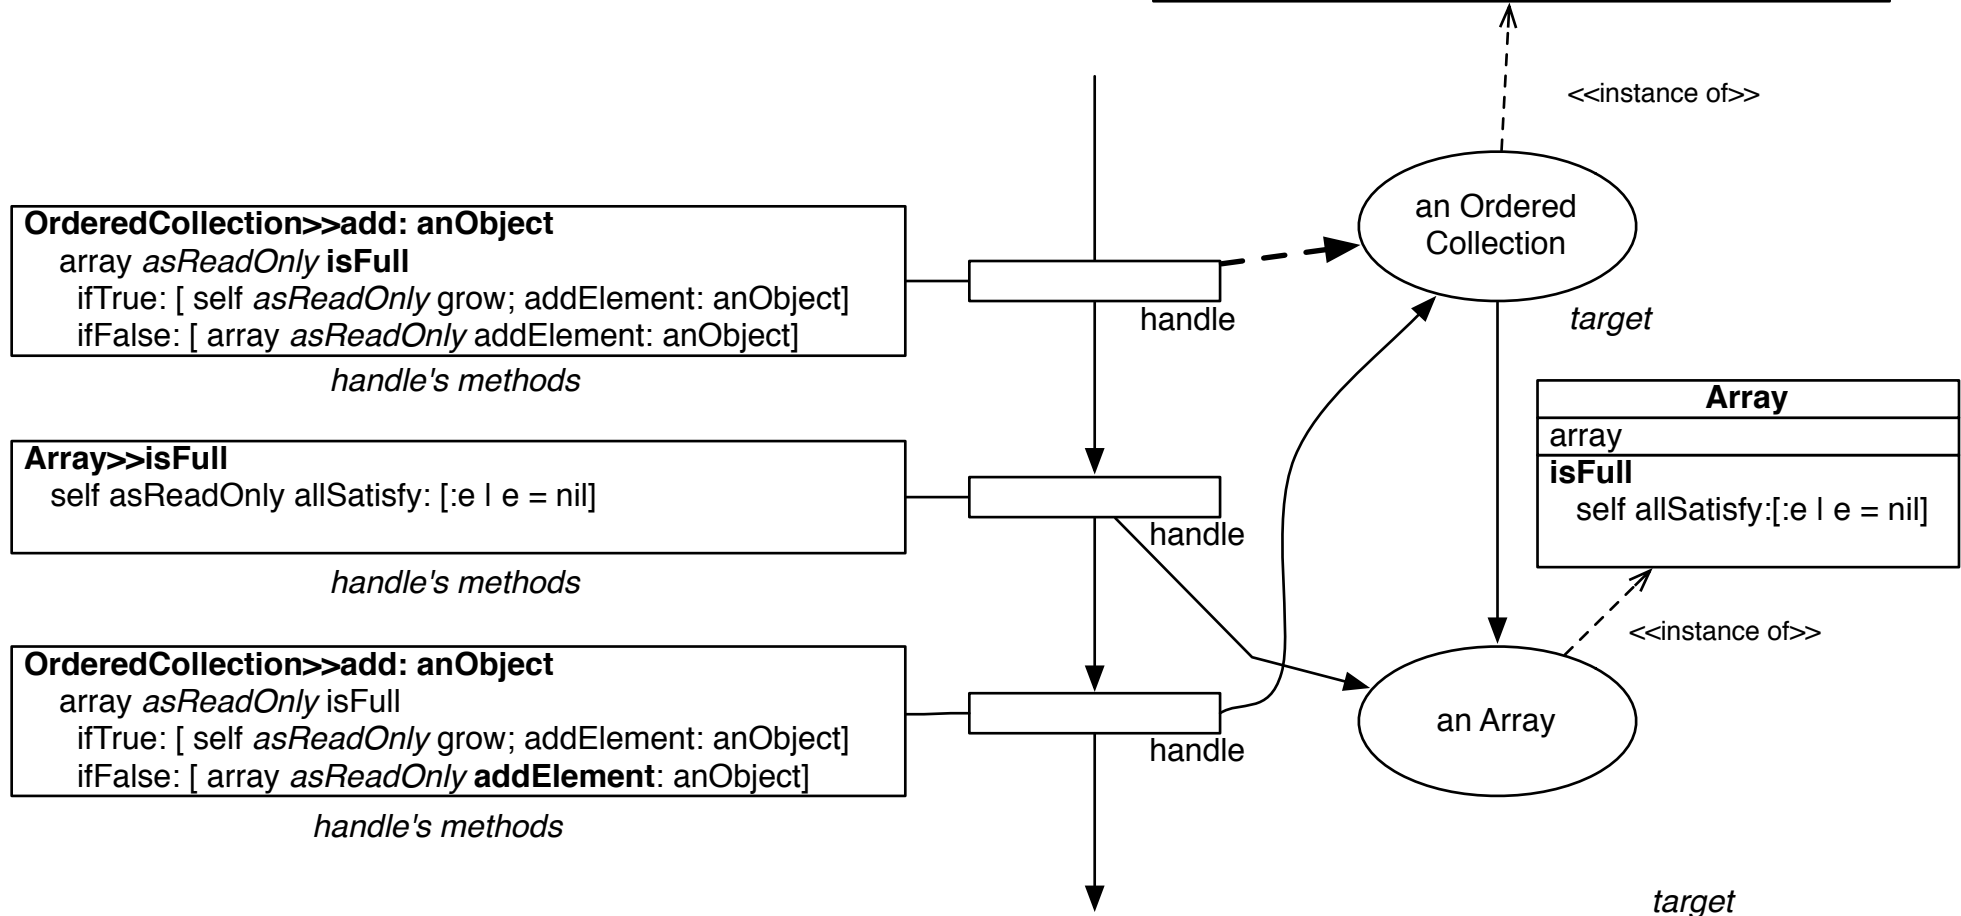 <<instance of>>
an Ordered
Collection
target
OrderedCollection>>add: anObject
array asReadOnly isFull
ifTrue: [ self asReadOnly grow; addElement: anObject]
ifFalse: [ array asReadOnly addElement: anObject]
handle's methods
handle
Array>>isFull
self asReadOnly allSatisfy: [:e | e = nil]
handle's methods
handle
Array
array
isFull
self allSatisfy:[:e | e = nil]
<<instance of>>
OrderedCollection>>add: anObject
array asReadOnly isFull
ifTrue: [ self asReadOnly grow; addElement: anObject]
ifFalse: [ array asReadOnly addElement: anObject]
handle's methods
handle
an Array
target